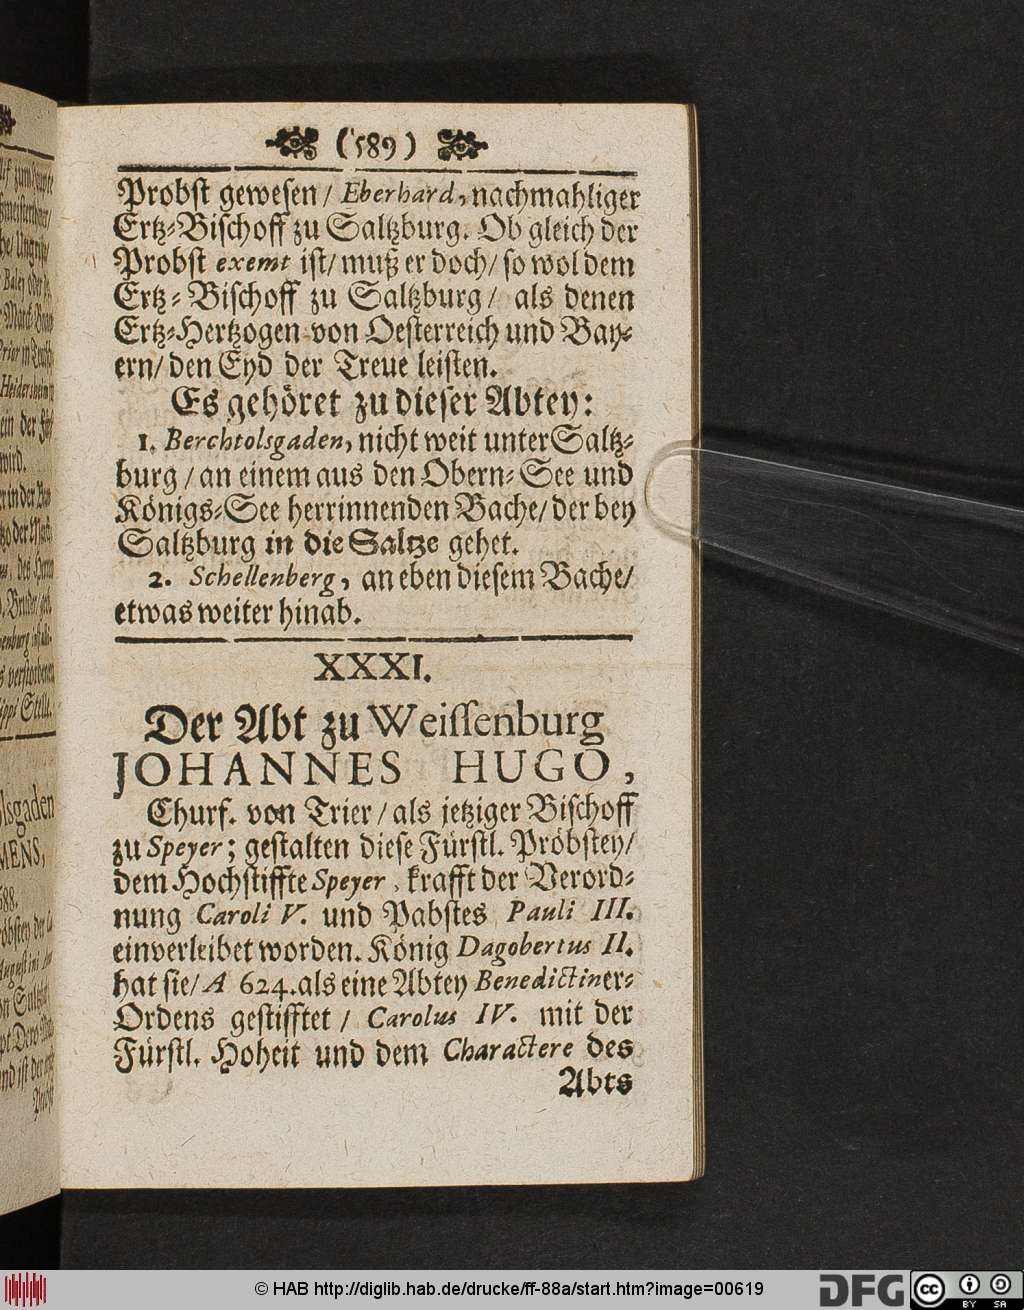 (589)
Probst gewesen / Eberhard, nachmahliger
Ertz-Bischoff zu Saltzburg. Ob gleich der
Probst exemt ist / muß er doch / so wol dem
Ertz-Bischoff zu Saltzburg / als denen
Ertz-Hertzogen von Oesterreich und Bay-
ern / den Eyd der Treue leisten.
Es gehöret zu dieser Abtey:
1. Berchtolsgaden, nicht weit unter Saltz-
burg / an einem aus den Obern-See und
Königs-See herrinnenden Bache / der bey
Saltzburg in die Saltze gehet.
2. Schellenberg, an eben diesem Bache /
etwas weiter hinab.
XXXI.
Der Abt zu Weissenburg
JOHANNES HUGO,
Churf. von Trier / als jetziger Bischoff
zu Speyer; gestalten diese Fürstl. Pröbstey /
dem Hochstiffte Speyer, krafft der Verord-
nung Caroli V. und Pabstes Pauli III.
einverleibet worden. König Dagobertus II.
hat sie / A 624. als eine Abtey Benedictiner-
Ordens gestifftet / Carolus IV. mit der
Fürstl. Hoheit und dem Charactere des
Abts
© HAB http://diglib.hab.de/drucke/ff-88a/start.htm?image=00619
DFG
cc
BY SA